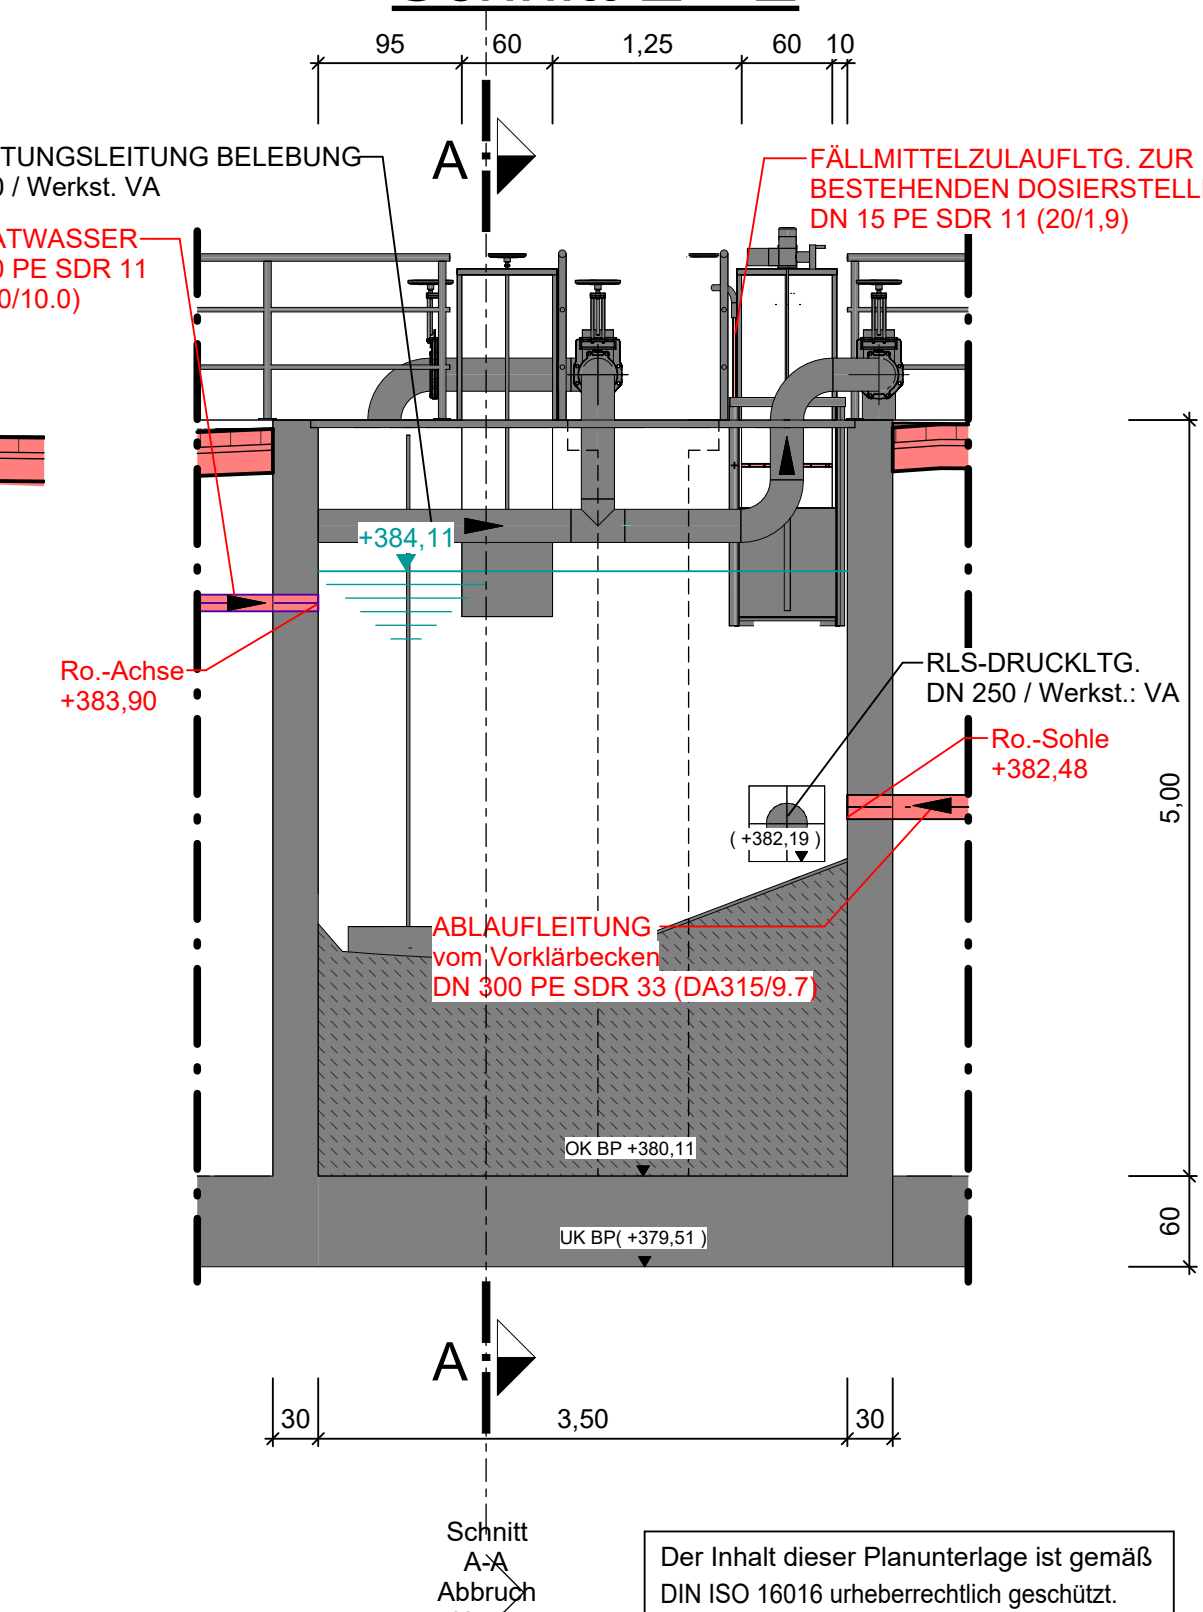 95 60 1,25 60 10
A
TUNGSLEITUNG BELEBUNG
0 / Werkst. VA
FÄLLMITTELZULAUFLTG. ZUR
BESTEHENDEN DOSIERSTELL
DN 15 PE SDR 11 (20/1,9)
ATWASSER
0 PE SDR 11
0/10.0)
+384,11
Ro.-Achse
+383,90
RLS-DRUCKLTG.
DN 250 / Werkst.: VA
Ro.-Sohle
+382,48
5,00
( +382,19 )
ABLAUFLEITUNG
vom Vorklärbecken
DN 300 PE SDR 33 (DA315/9.7)
OK BP +380,11
60
UK BP( +379,51 )
A
30 3,50 30
Schnitt
A-A
Abbruch
Der Inhalt dieser Planunterlage ist gemäß
DIN ISO 16016 urheberrechtlich geschützt.